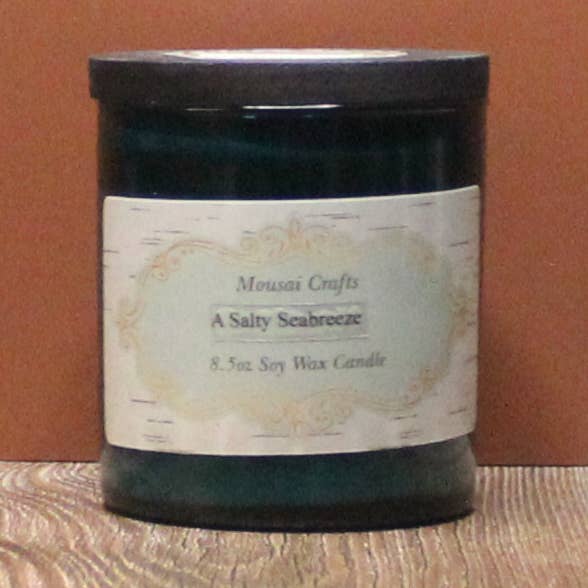 Mousai Crafts
A Salty Seabreeze
8.5oz Soy Wax Candle